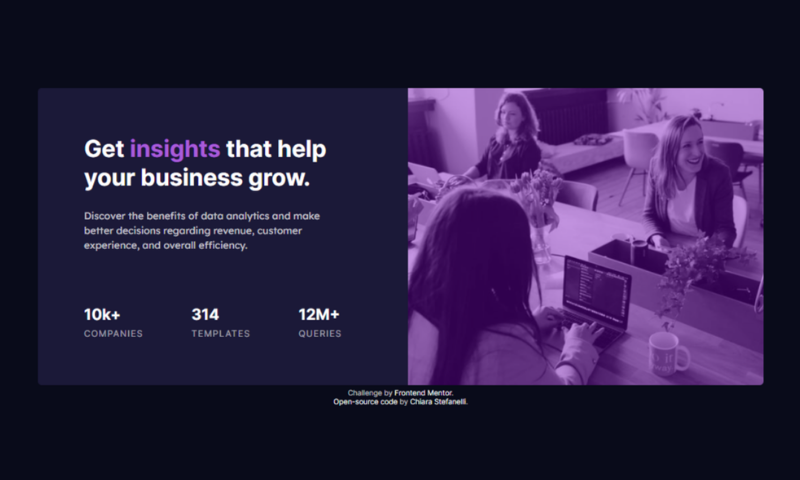 Get insights that help
your business grow.
Discover the benefits of data analytics and make
better decisions regarding revenue, customer
experience, and overall efficiency.
10k+ 314 12M+
COMPANIES TEMPLATES QUERIES
Challenge by Frontend Mentor.
Open-source code by Chiara Stefanelli.